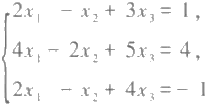 2x₁ - x₂ + 3x₃ = 1,
4x₁ - 2x₂ + 5x₃ = 4,
2x₁ - x₂ + 4x₃ = - 1